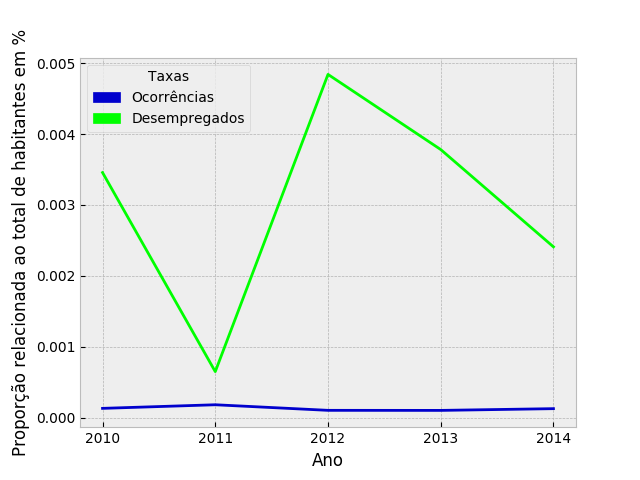 Proporção relacionada ao total de habitantes em %
0.005
0.004
0.003
0.002
0.001
0.000
Taxas
Ocorrências
Desempregados
2010 2011 2012 2013 2014
Ano